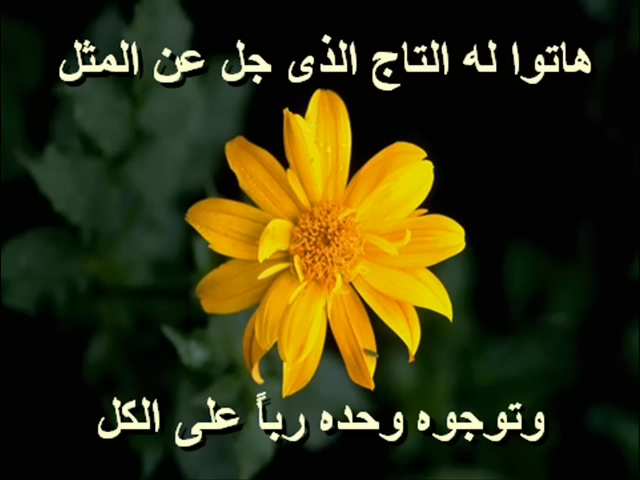 هاتوا له التاج الذى جل عن المثل
وتوجوه وحده رباً على الكل